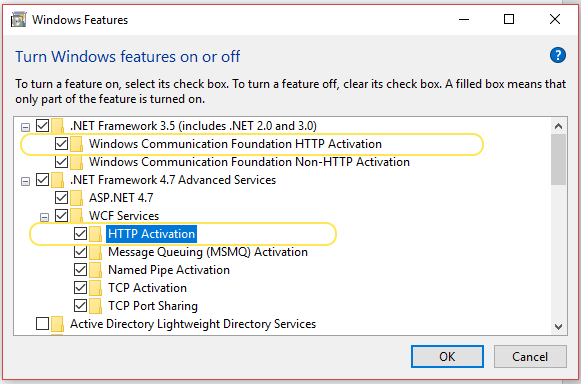 Windows Features
Turn Windows features on or off
?
To turn a feature on, select its check box. To turn a feature off, clear its check box. A filled box means that
only part of the feature is turned on.
.NET Framework 3.5 (includes .NET 2.0 and 3.0)
Windows Communication Foundation HTTP Activation
Windows Communication Foundation Non-HTTP Activation
.NET Framework 4.7 Advanced Services
ASP.NET 4.7
WCF Services
HTTP Activation
Message Queuing (MSMQ) Activation
Named Pipe Activation
TCP Activation
TCP Port Sharing
Active Directory Lightweight Directory Services
OK Cancel